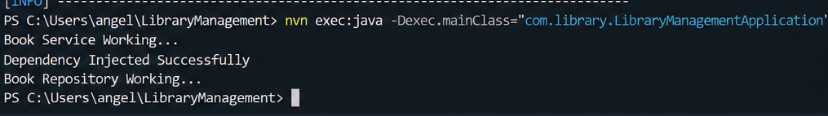 [INFO] ------------------------------------------------------------------------
PS C:\Users\angel\LibraryManagement> nvn exec:java -Dexec.mainClass="com.library.LibraryManagementApplication"
Book Service Working...
Dependency Injected Successfully
Book Repository Working...
PS C:\Users\angel\LibraryManagement>